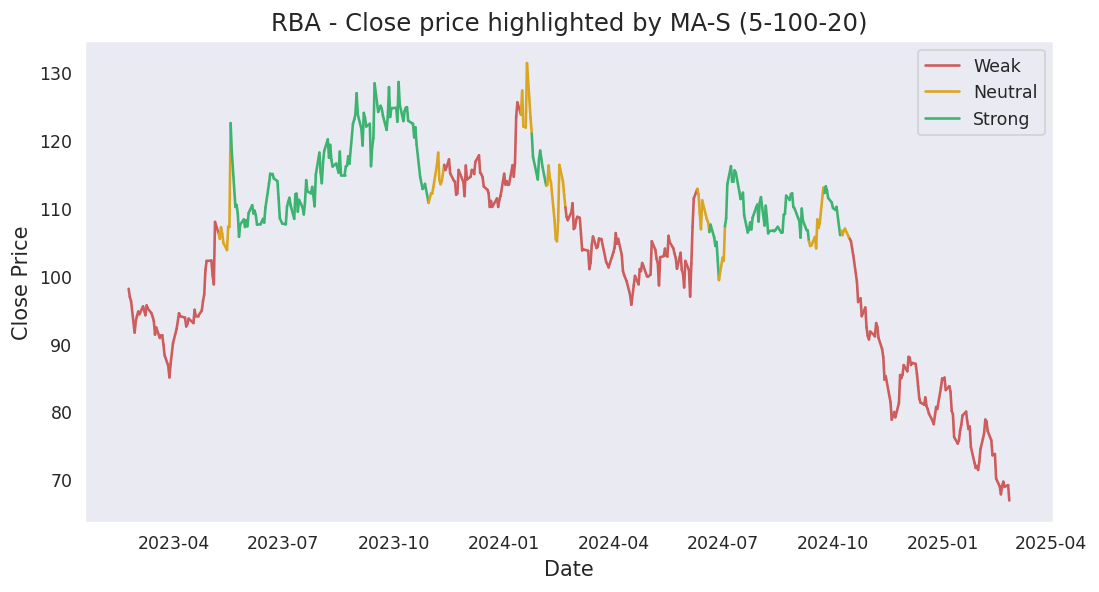 RBA - Close price highlighted by MA-S (5-100-20)
Weak
Neutral
Strong
Close Price
130
120
110
100
90
80
70
2023-04
2023-07
2023-10
2024-01
2024-04
2024-07
2024-10
2025-01
2025-04
Date